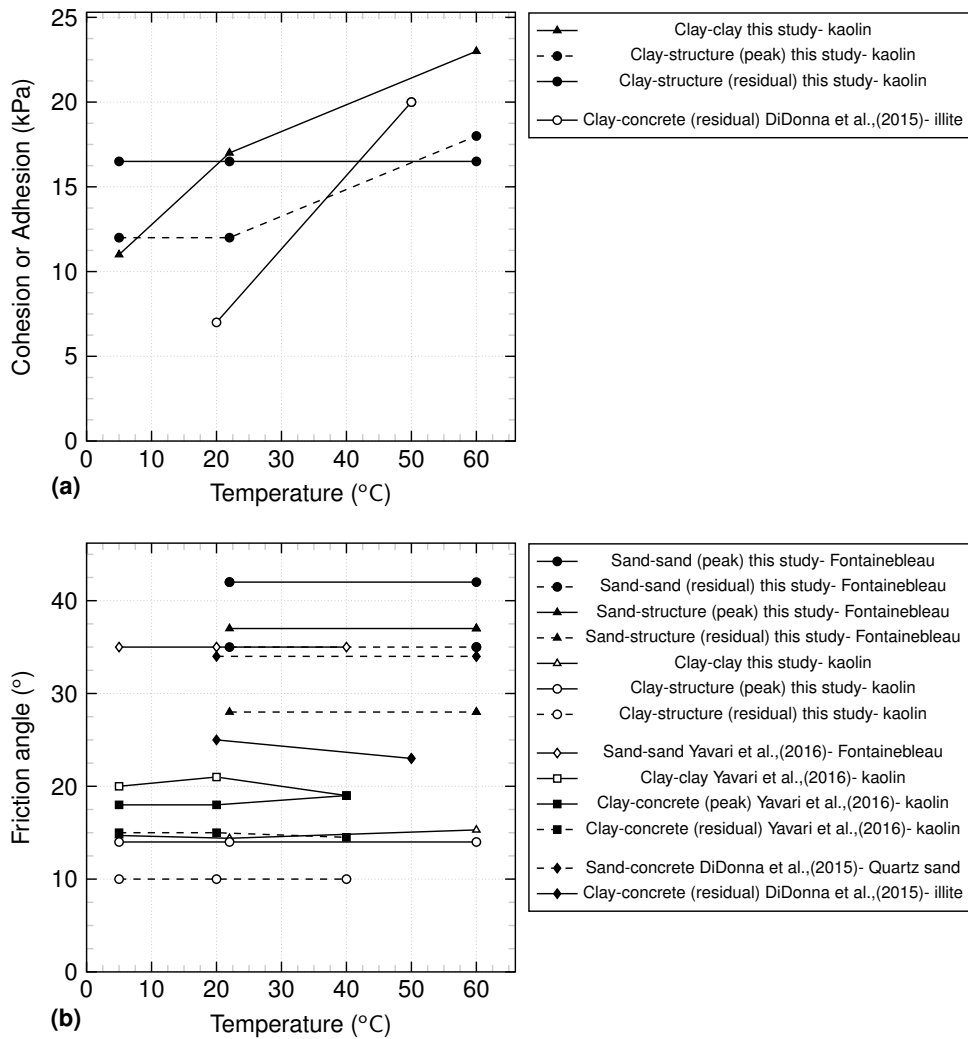 25
20
15
10
5
0
0 10 20 30 40 50 60
Cohesion or Adhesion (kPa)
Temperature (°C)
(a)
Clay-clay this study- kaolin
Clay-structure (peak) this study- kaolin
Clay-structure (residual) this study- kaolin
Clay-concrete (residual) DiDonna et al.,(2015)- illite
40
30
20
10
0
0 10 20 30 40 50 60
Friction angle (°)
Temperature (°C)
(b)
Sand-sand (peak) this study- Fontainebleau
Sand-sand (residual) this study- Fontainebleau
Sand-structure (peak) this study- Fontainebleau
Sand-structure (residual) this study- Fontainebleau
Clay-clay this study- kaolin
Clay-structure (peak) this study- kaolin
Clay-structure (residual) this study- kaolin
Sand-sand Yavari et al.,(2016)- Fontainebleau
Clay-clay Yavari et al.,(2016)- kaolin
Clay-concrete (peak) Yavari et al.,(2016)- kaolin
Clay-concrete (residual) Yavari et al.,(2016)- kaolin
Sand-concrete DiDonna et al.,(2015)- Quartz sand
Clay-concrete (residual) DiDonna et al.,(2015)- illite